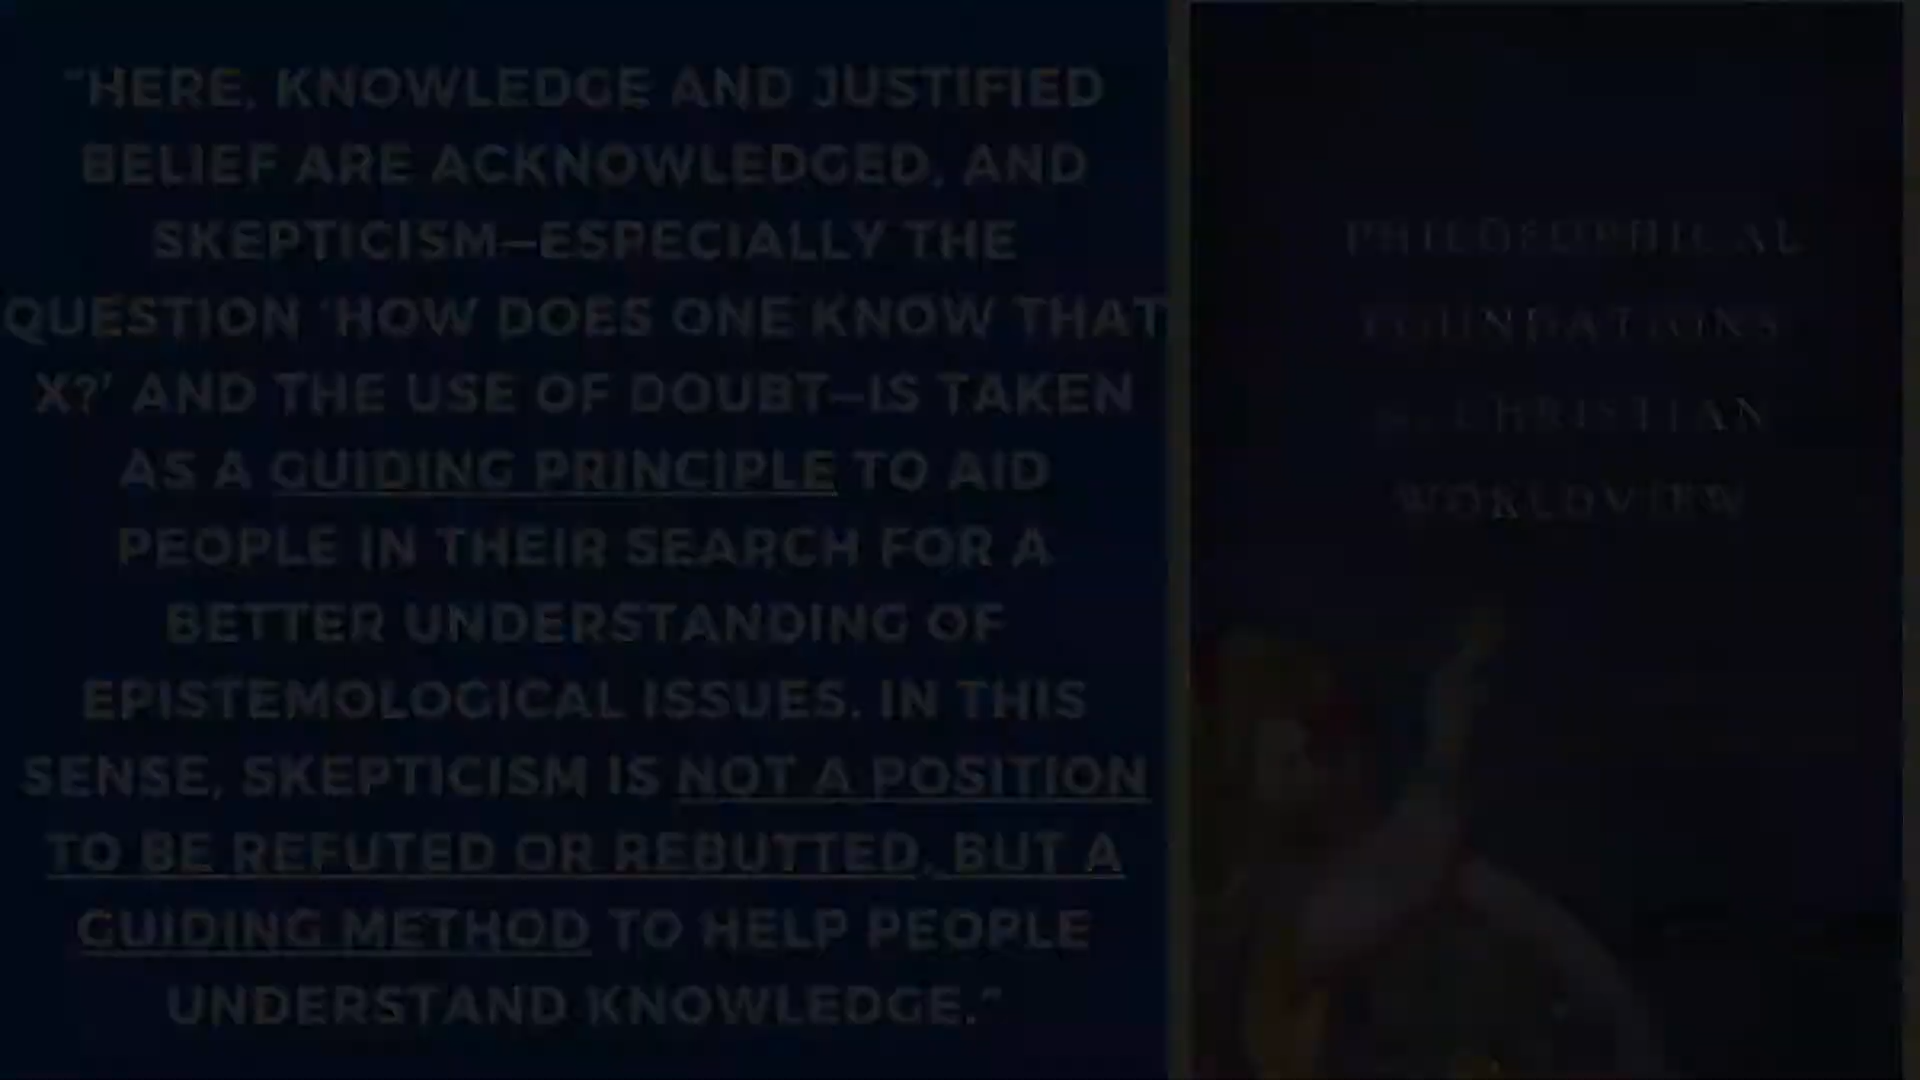 "HERE, KNOWLEDGE AND JUSTIFIED
BELIEF ARE ACKNOWLEDGED, AND
SKEPTICISM—ESPECIALLY THE
QUESTION 'HOW DOES ONE KNOW THAT
X?' AND THE USE OF DOUBT—IS TAKEN
AS A GUIDING PRINCIPLE TO AID
PEOPLE IN THEIR SEARCH FOR A
BETTER UNDERSTANDING OF
EPISTEMOLOGICAL ISSUES. IN THIS
SENSE, SKEPTICISM IS NOT A POSITION
TO BE REFUTED OR REBUTTED, BUT A
GUIDING METHOD TO HELP PEOPLE
UNDERSTAND KNOWLEDGE."
PHILOSOPHICAL
FOUNDATIONS
CHRISTIAN
WORLDVIEW